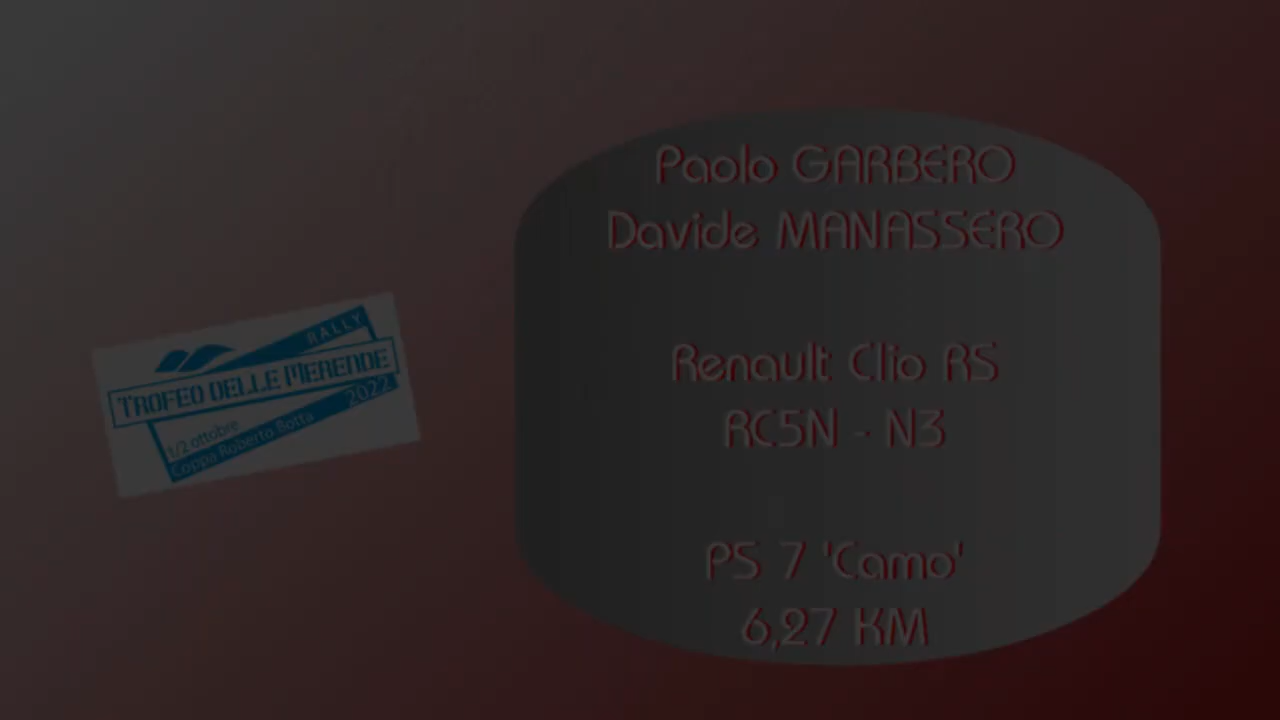 Paolo GARBERO
Davide MANASSERO
Renault Clio RS
RC5N - N3
PS 7 'Camo'
6,27 KM
RALLY
TROFEO DELLE MERENDE
2022
1/2 ottobre
Coppa Roberto Botta